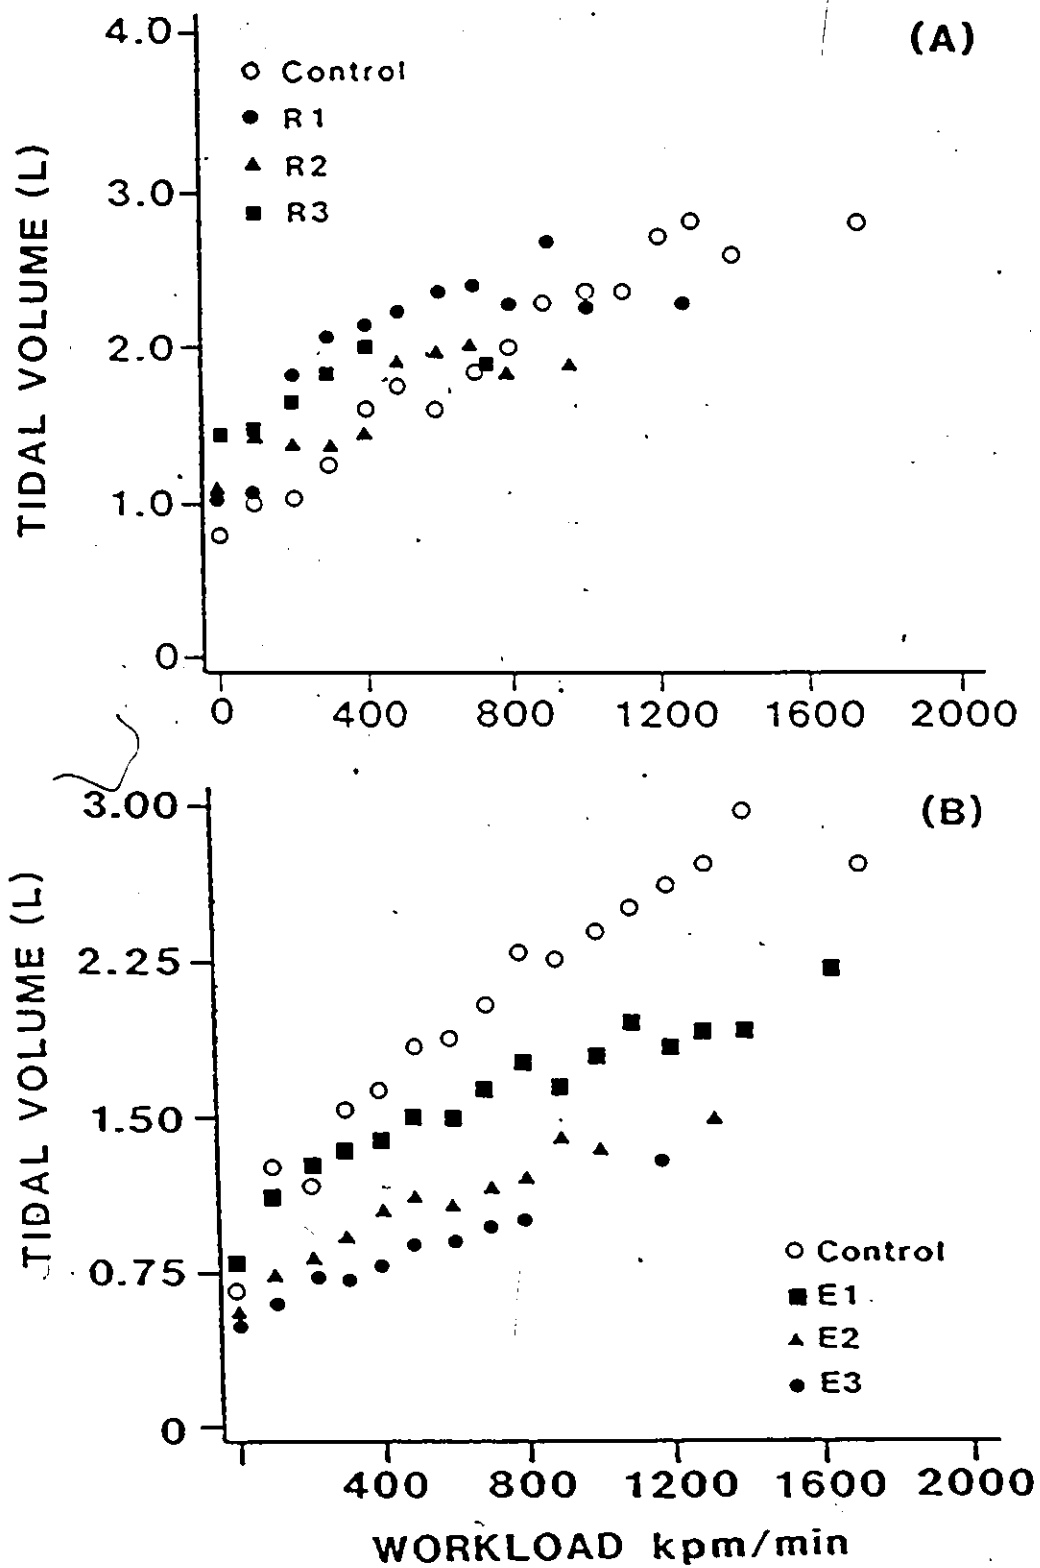 (A)
4.0
3.0
2.0
1.0
0
TIDAL VOLUME (L)
Control
R1
R2
R3
0 400 800 1200 1600 2000
(B)
3.00
2.25
1.50
0.75
0
TIDAL VOLUME (L)
Control
E1
E2
E3
400 800 1200 1600 2000
WORKLOAD kpm/min